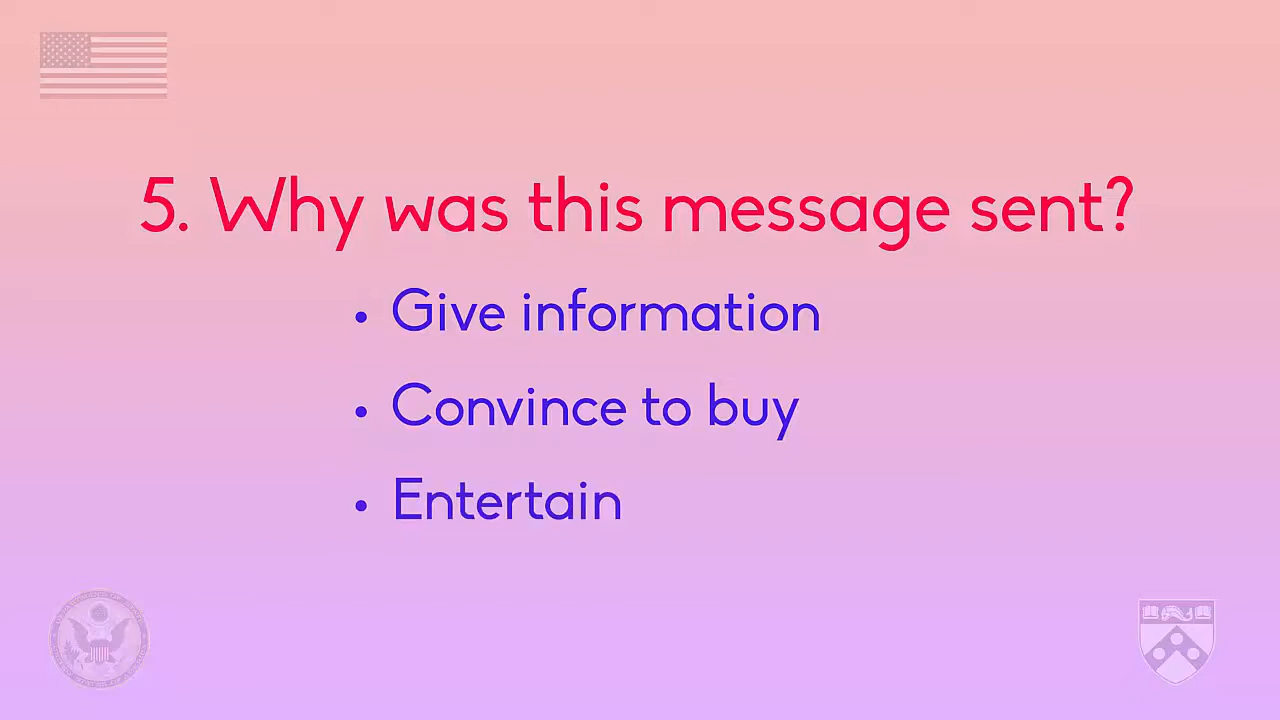 5. Why was this message sent?
• Give information
• Convince to buy
• Entertain